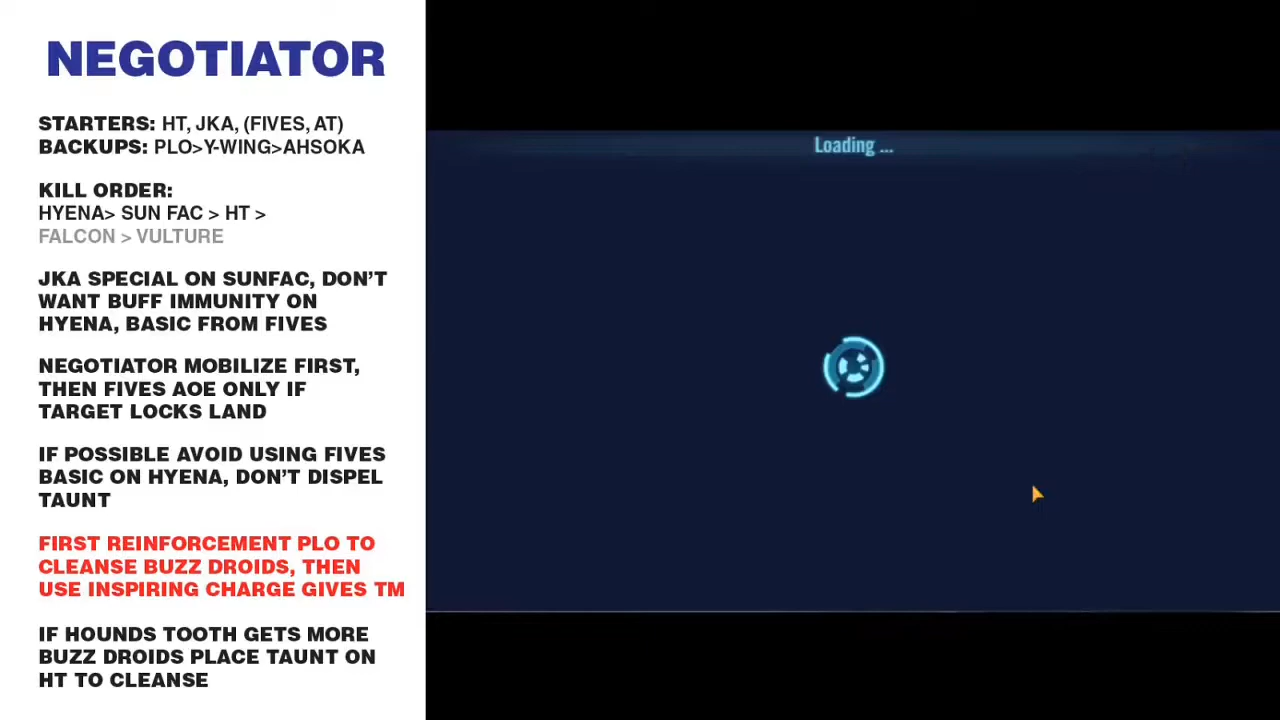 NEGOTIATOR
STARTERS: HT, JKA, (FIVES, AT)
BACKUPS: PLO>Y-WING>AHSOKA
KILL ORDER:
HYENA> SUN FAC > HT >
FALCON > VULTURE
JKA SPECIAL ON SUNFAC, DON'T
WANT BUFF IMMUNITY ON
HYENA, BASIC FROM FIVES
NEGOTIATOR MOBILIZE FIRST,
THEN FIVES AOE ONLY IF
TARGET LOCKS LAND
IF POSSIBLE AVOID USING FIVES
BASIC ON HYENA, DON'T DISPEL
TAUNT
FIRST REINFORCEMENT PLO TO
CLEANSE BUZZ DROIDS, THEN
USE INSPIRING CHARGE GIVES TM
IF HOUNDS TOOTH GETS MORE
BUZZ DROIDS PLACE TAUNT ON
HT TO CLEANSE
Loading ...